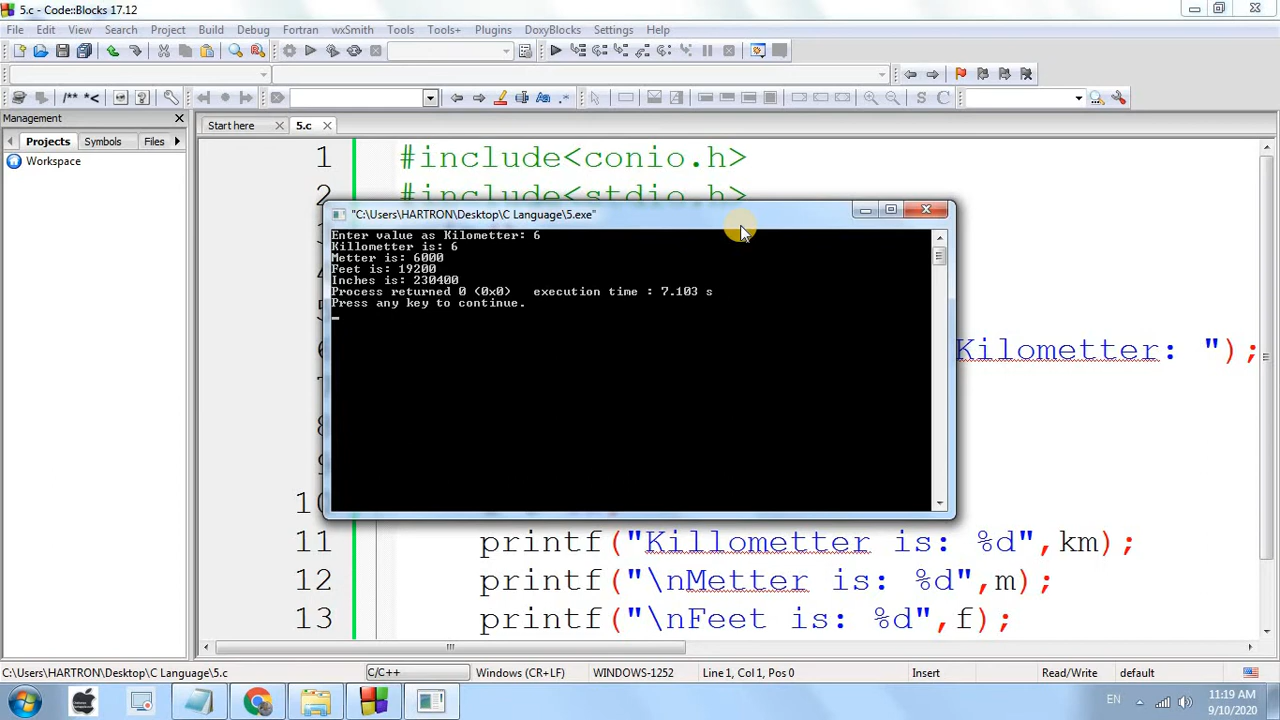 5.c - Code::Blocks 17.12
File Edit View Search Project Build Debug Fortran wxSmith Tools Tools+ Plugins DoxyBlocks Settings Help
/** *<
S C
Management
Projects Symbols Files
Workspace
Start here 5.c
1 #include<conio.h>
2 #include<stdio.h>
"C:\Users\HARTRON\Desktop\C Language\5.exe"
Enter value as Kilometter: 6
Killometter is: 6
Metter is: 6000
Feet is: 19200
Inches is: 230400
Process returned 0 (0x0) execution time : 7.103 s
Press any key to continue.
Kilometter: ");
10
11 printf("Killometter is: %d",km);
12 printf("\nMetter is: %d",m);
13 printf("\nFeet is: %d",f);
C:\Users\HARTRON\Desktop\C Language\5.c C/C++ Windows (CR+LF) WINDOWS-1252 Line 1, Col 1, Pos 0 Insert Read/Write default
EN 11:19 AM
9/10/2020